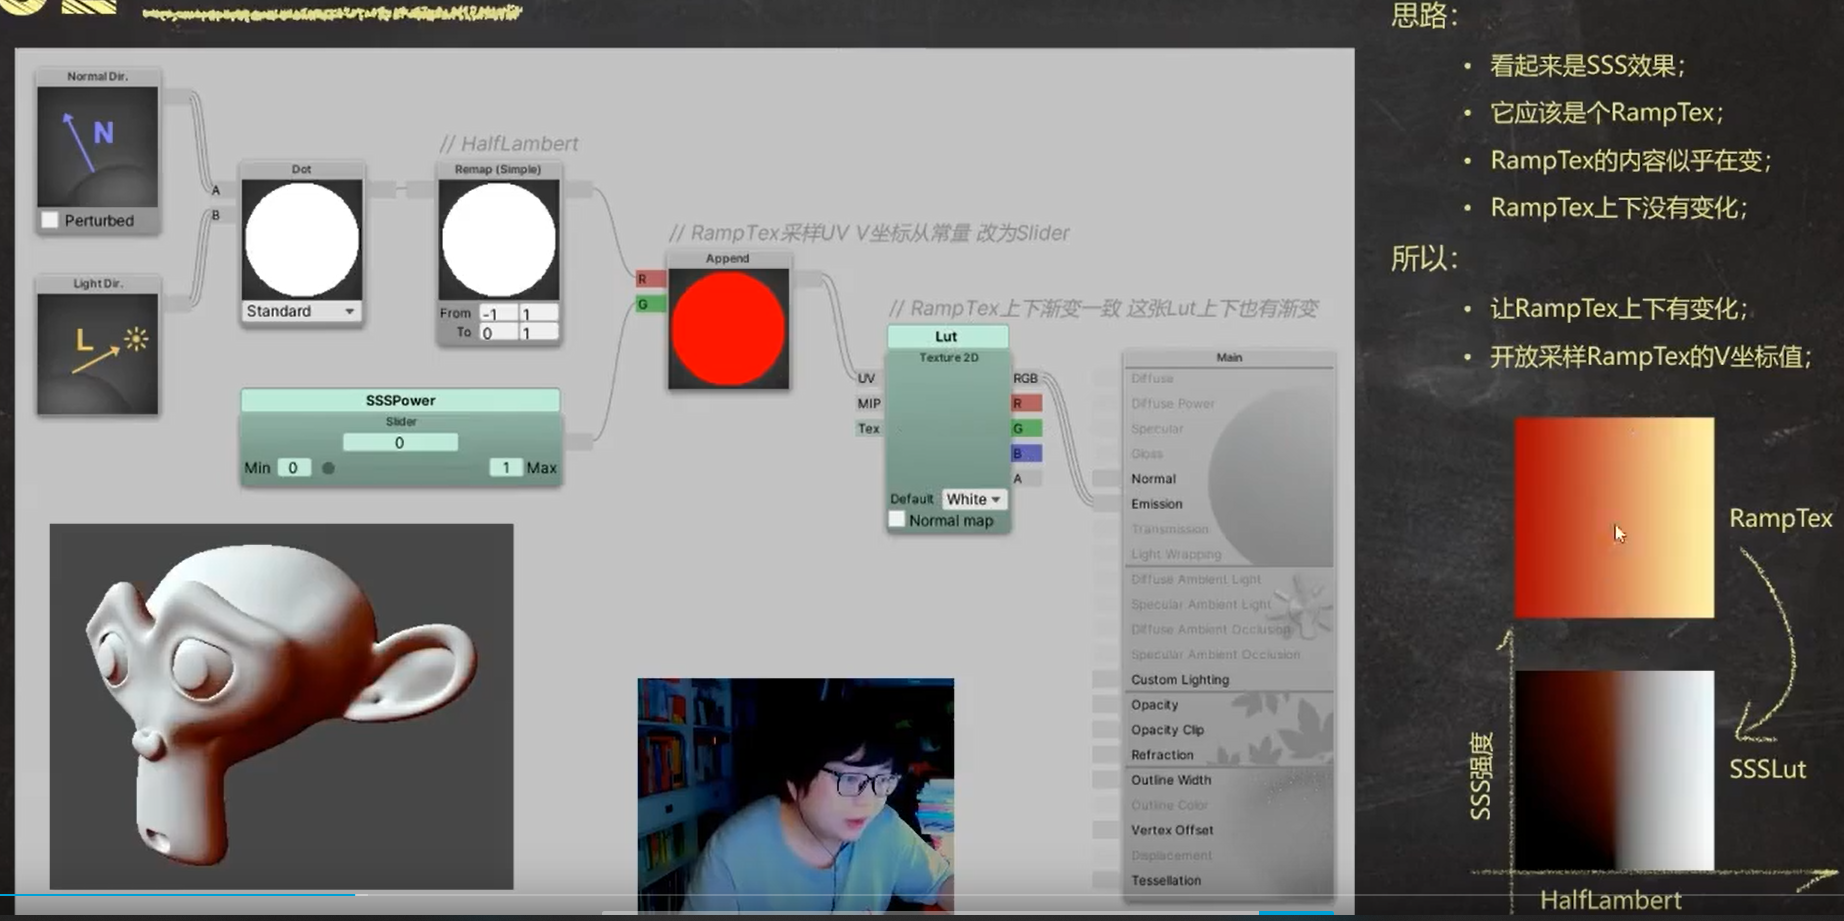 Normal Dir.
N
Perturbed
Light Dir.
L
A
B
Dot
Standard
// HalfLambert
Remap (Simple)
From -1 1
To 0 1
SSSPower
Slider
0
Min 0 1 Max
// RampTex采样UV V坐标从常量 改为Slider
Append
R
G
// RampTex上下渐变一致 这张Lut上下也有渐变
Lut
Texture 2D
UV RGB
MIP R
Tex G
B
A
Default White
Normal map
Main
Diffuse
Diffuse Power
Specular
Gloss
Normal
Emission
Transmission
Light Wrapping
Diffuse Ambient Light
Specular Ambient Light
Diffuse Ambient Occlusion
Specular Ambient Occlusion
Custom Lighting
Opacity
Opacity Clip
Refraction
Outline Width
Outline Color
Vertex Offset
Displacement
Tessellation
思路：
• 看起来是SSS效果；
• 它应该是个RampTex；
• RampTex的内容似乎在变；
• RampTex上下没有变化；
所以：
• 让RampTex上下有变化；
• 开放采样RampTex的V坐标值；
RampTex
SSSLut
SSS强度
HalfLambert